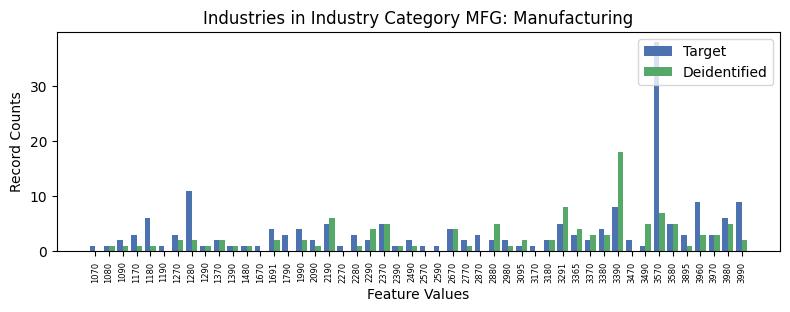 Industries in Industry Category MFG: Manufacturing
Target
Deidentified
Record Counts
30
20
10
0
1070 1080 1090 1170 1180 1190 1270 1280 1290 1370 1390 1480 1670 1691 1790 1990 2090 2190 2270 2280 2290 2370 2390 2490 2570 2590 2670 2770 2870 2880 2980 3095 3170 3180 3291 3365 3370 3380 3390 3470 3490 3570 3580 3895 3960 3970 3980 3990
Feature Values